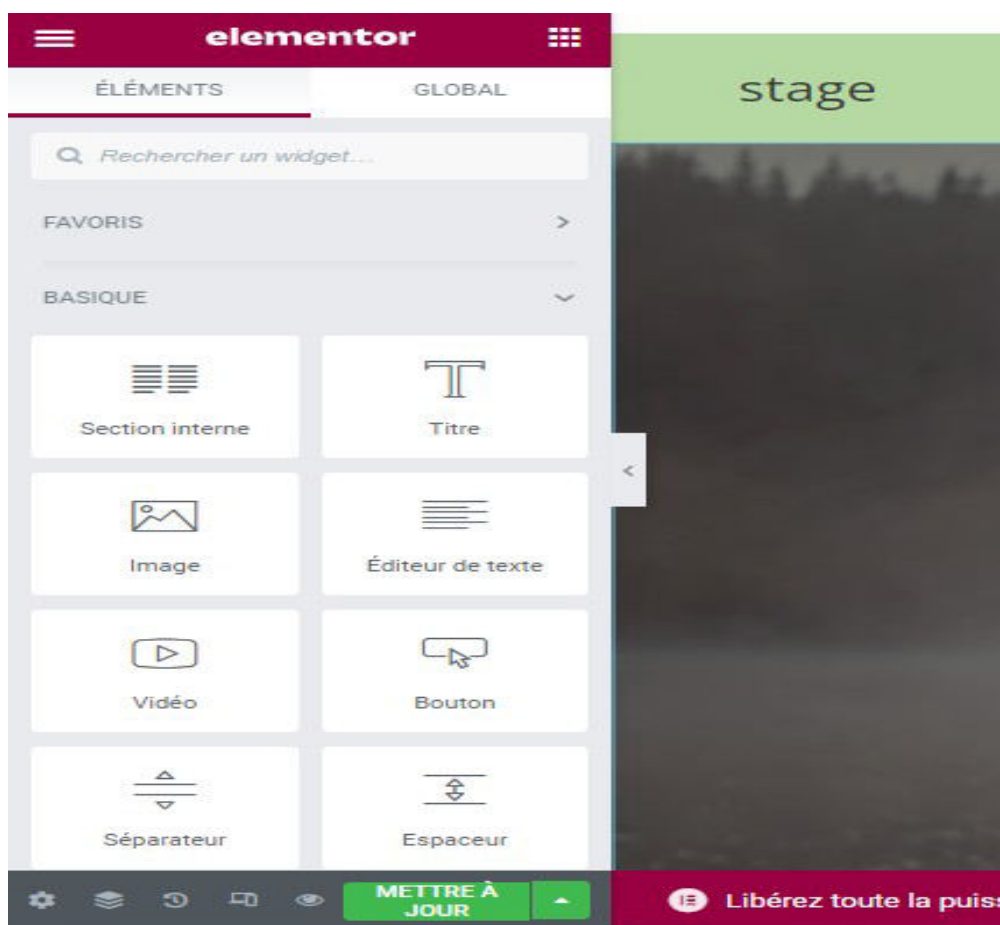 elementor
ÉLÉMENTS GLOBAL
Rechercher un widget...
FAVORIS
BASIQUE
Section interne Titre
Image Éditeur de texte
Vidéo Bouton
Séparateur Espaceur
METTRE À
JOUR
stage
Libérez toute la puiss